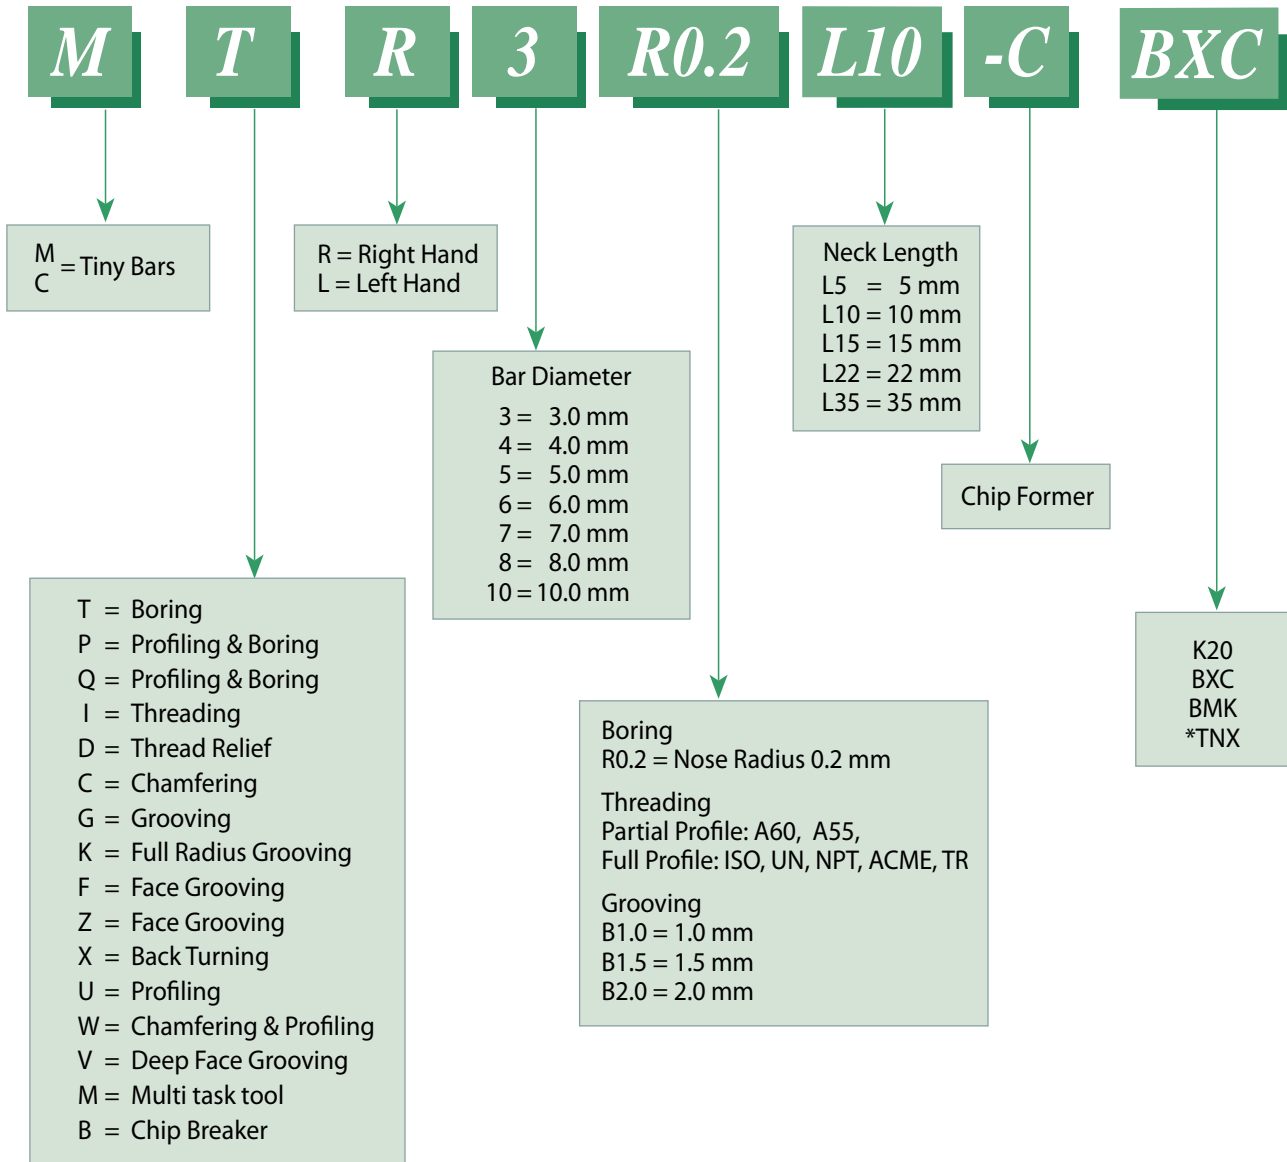 M T R 3 R0.2 L10 -C BXC
M
C = Tiny Bars
R = Right Hand
L = Left Hand
Neck Length
L5 = 5 mm
L10 = 10 mm
L15 = 15 mm
L22 = 22 mm
L35 = 35 mm
Bar Diameter
3 = 3.0 mm
4 = 4.0 mm
5 = 5.0 mm
6 = 6.0 mm
7 = 7.0 mm
8 = 8.0 mm
10 = 10.0 mm
Chip Former
T = Boring
P = Profiling & Boring
Q = Profiling & Boring
I = Threading
D = Thread Relief
C = Chamfering
G = Grooving
K = Full Radius Grooving
F = Face Grooving
Z = Face Grooving
X = Back Turning
U = Profiling
W = Chamfering & Profiling
V = Deep Face Grooving
M = Multi task tool
B = Chip Breaker
Boring
R0.2 = Nose Radius 0.2 mm
Threading
Partial Profile: A60, A55,
Full Profile: ISO, UN, NPT, ACME, TR
Grooving
B1.0 = 1.0 mm
B1.5 = 1.5 mm
B2.0 = 2.0 mm
K20
BXC
BMK
*TNX